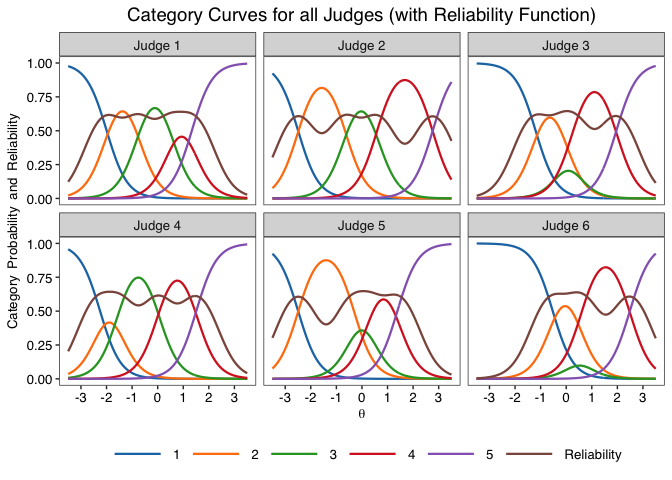 Category Curves for all Judges (with Reliability Function)
Judge 1 Judge 2 Judge 3
1.00
0.75
0.50
0.25
0.00
Judge 4 Judge 5 Judge 6
1.00
0.75
0.50
0.25
0.00
Category Probability and Reliability
-3 -2 -1 0 1 2 3 -3 -2 -1 0 1 2 3 -3 -2 -1 0 1 2 3
θ
1 2 3 4 5 Reliability